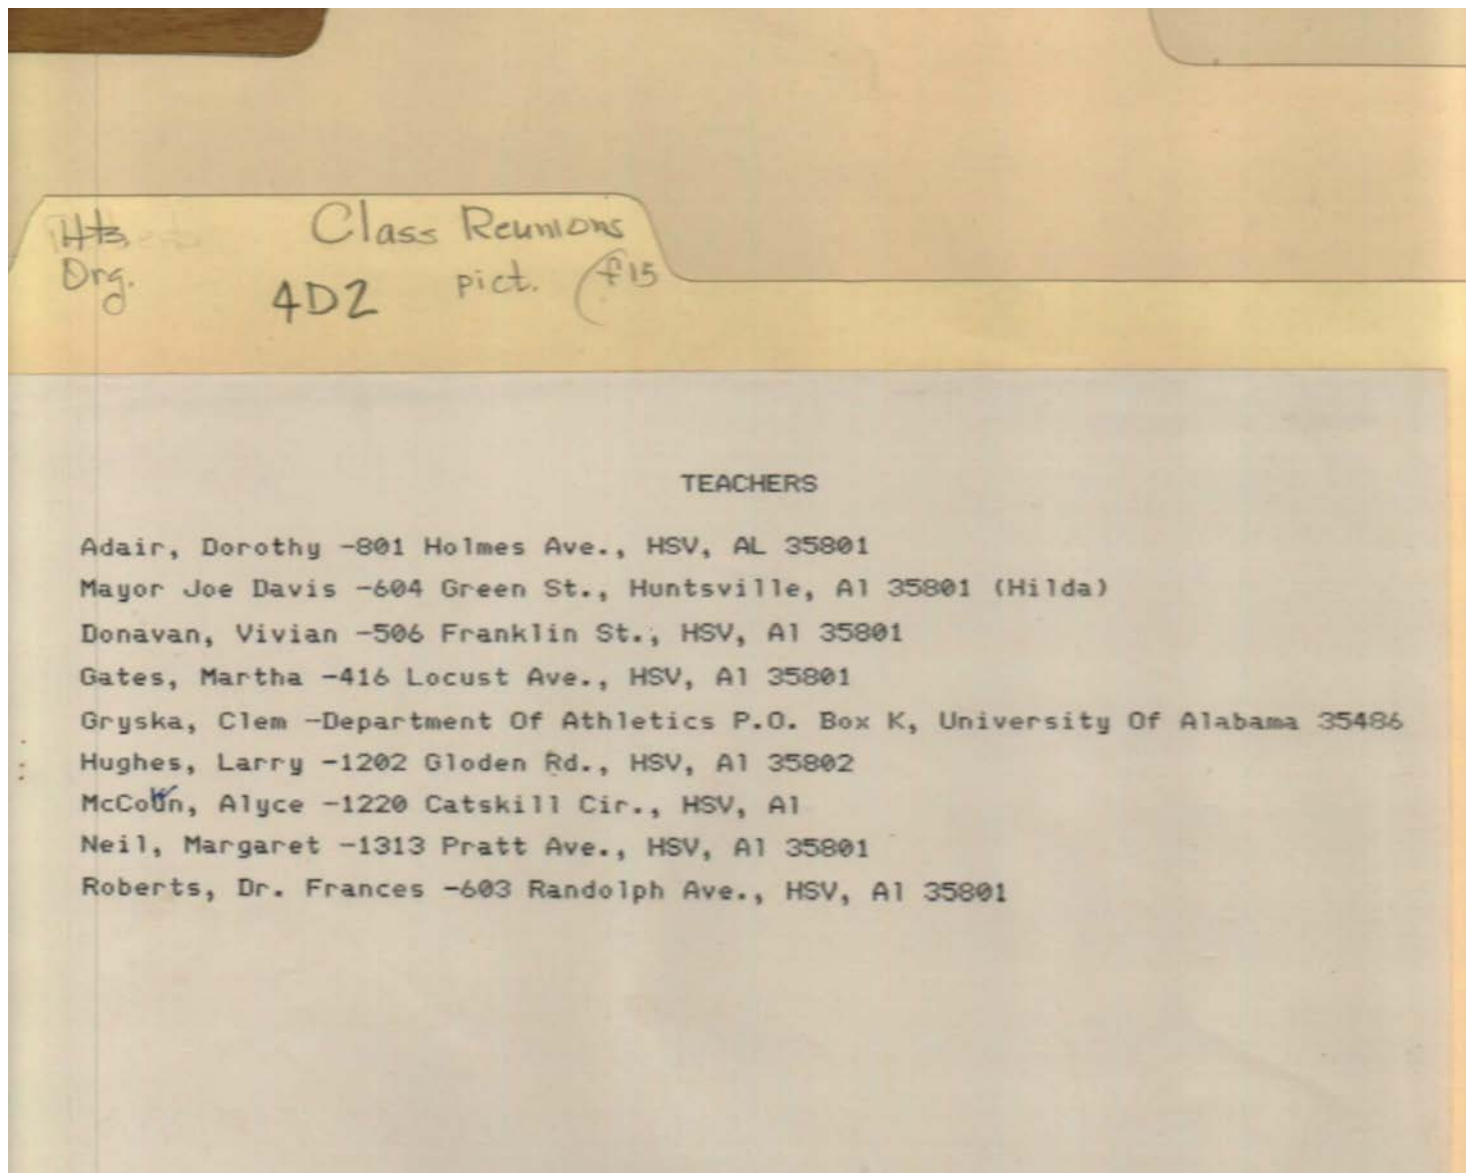 Hts. Class Reunions
Org. 4D2 pict. (f15
TEACHERS
Adair, Dorothy -801 Holmes Ave., HSV, AL 35801
Mayor Joe Davis -604 Green St., Huntsville, Al 35801 (Hilda)
Donavan, Vivian -506 Franklin St., HSV, Al 35801
Gates, Martha -416 Locust Ave., HSV, Al 35801
Gryska, Clem -Department Of Athletics P.O. Box K, University Of Alabama 35486
Hughes, Larry -1202 Gloden Rd., HSV, Al 35802
McCown, Alyce -1220 Catskill Cir., HSV, Al
Neil, Margaret -1313 Pratt Ave., HSV, Al 35801
Roberts, Dr. Frances -603 Randolph Ave., HSV, Al 35801